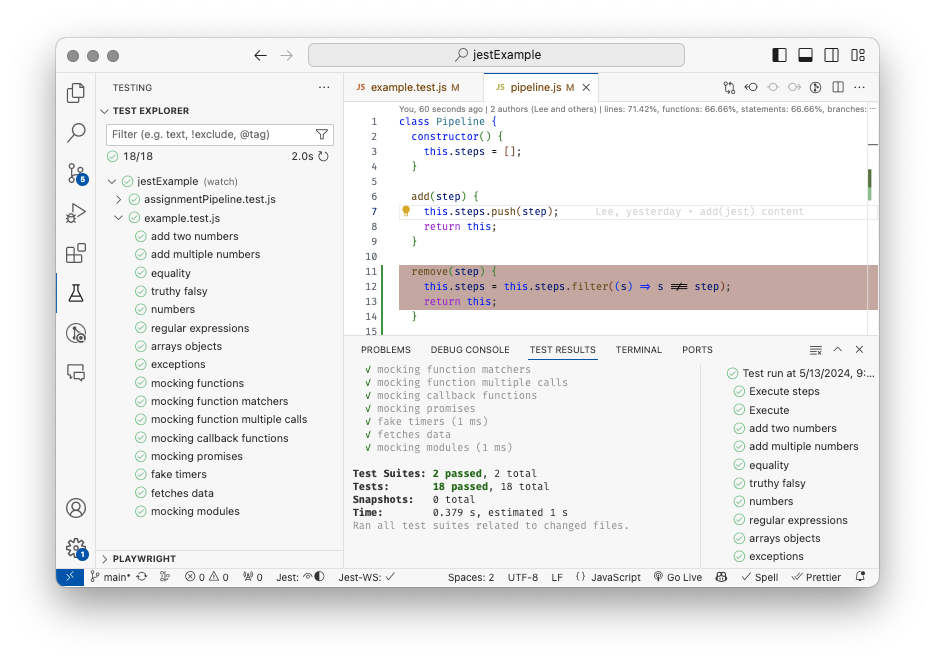 jestExample
TESTING
TEST EXPLORER
Filter (e.g. text, !exclude, @tag)
18/18
2.0s
jestExample (watch)
assignmentPipeline.test.js
example.test.js
add two numbers
add multiple numbers
equality
truthy falsy
numbers
regular expressions
arrays objects
exceptions
mocking functions
mocking function matchers
mocking function multiple calls
mocking callback functions
mocking promises
fake timers
fetches data
mocking modules
PLAYWRIGHT
5
1
JS example.test.js M
JS pipeline.js M
You, 60 seconds ago | 2 authors (Lee and others) | lines: 71.42%, functions: 66.66%, statements: 66.66%, branches:
1 class Pipeline {
2 constructor() {
3 this.steps = [];
4 }
5
6 add(step) {
7 this.steps.push(step); Lee, yesterday • add(jest) content
8 return this;
9 }
10
11 remove(step) {
12 this.steps = this.steps.filter((s) => s !== step);
13 return this;
14 }
15
PROBLEMS DEBUG CONSOLE TEST RESULTS TERMINAL PORTS
√ mocking function matchers
√ mocking function multiple calls
√ mocking callback functions
√ mocking promises
√ fake timers (1 ms)
√ fetches data
√ mocking modules (1 ms)
Test Suites: 2 passed, 2 total
Tests: 18 passed, 18 total
Snapshots: 0 total
Time: 0.379 s, estimated 1 s
Ran all test suites related to changed files.
Test run at 5/13/2024, 9:...
Execute steps
Execute
add two numbers
add multiple numbers
equality
truthy falsy
numbers
regular expressions
arrays objects
exceptions
main* 0 0 0 Jest: Jest-WS: Spaces: 2 UTF-8 LF {} JavaScript Go Live Spell Prettier